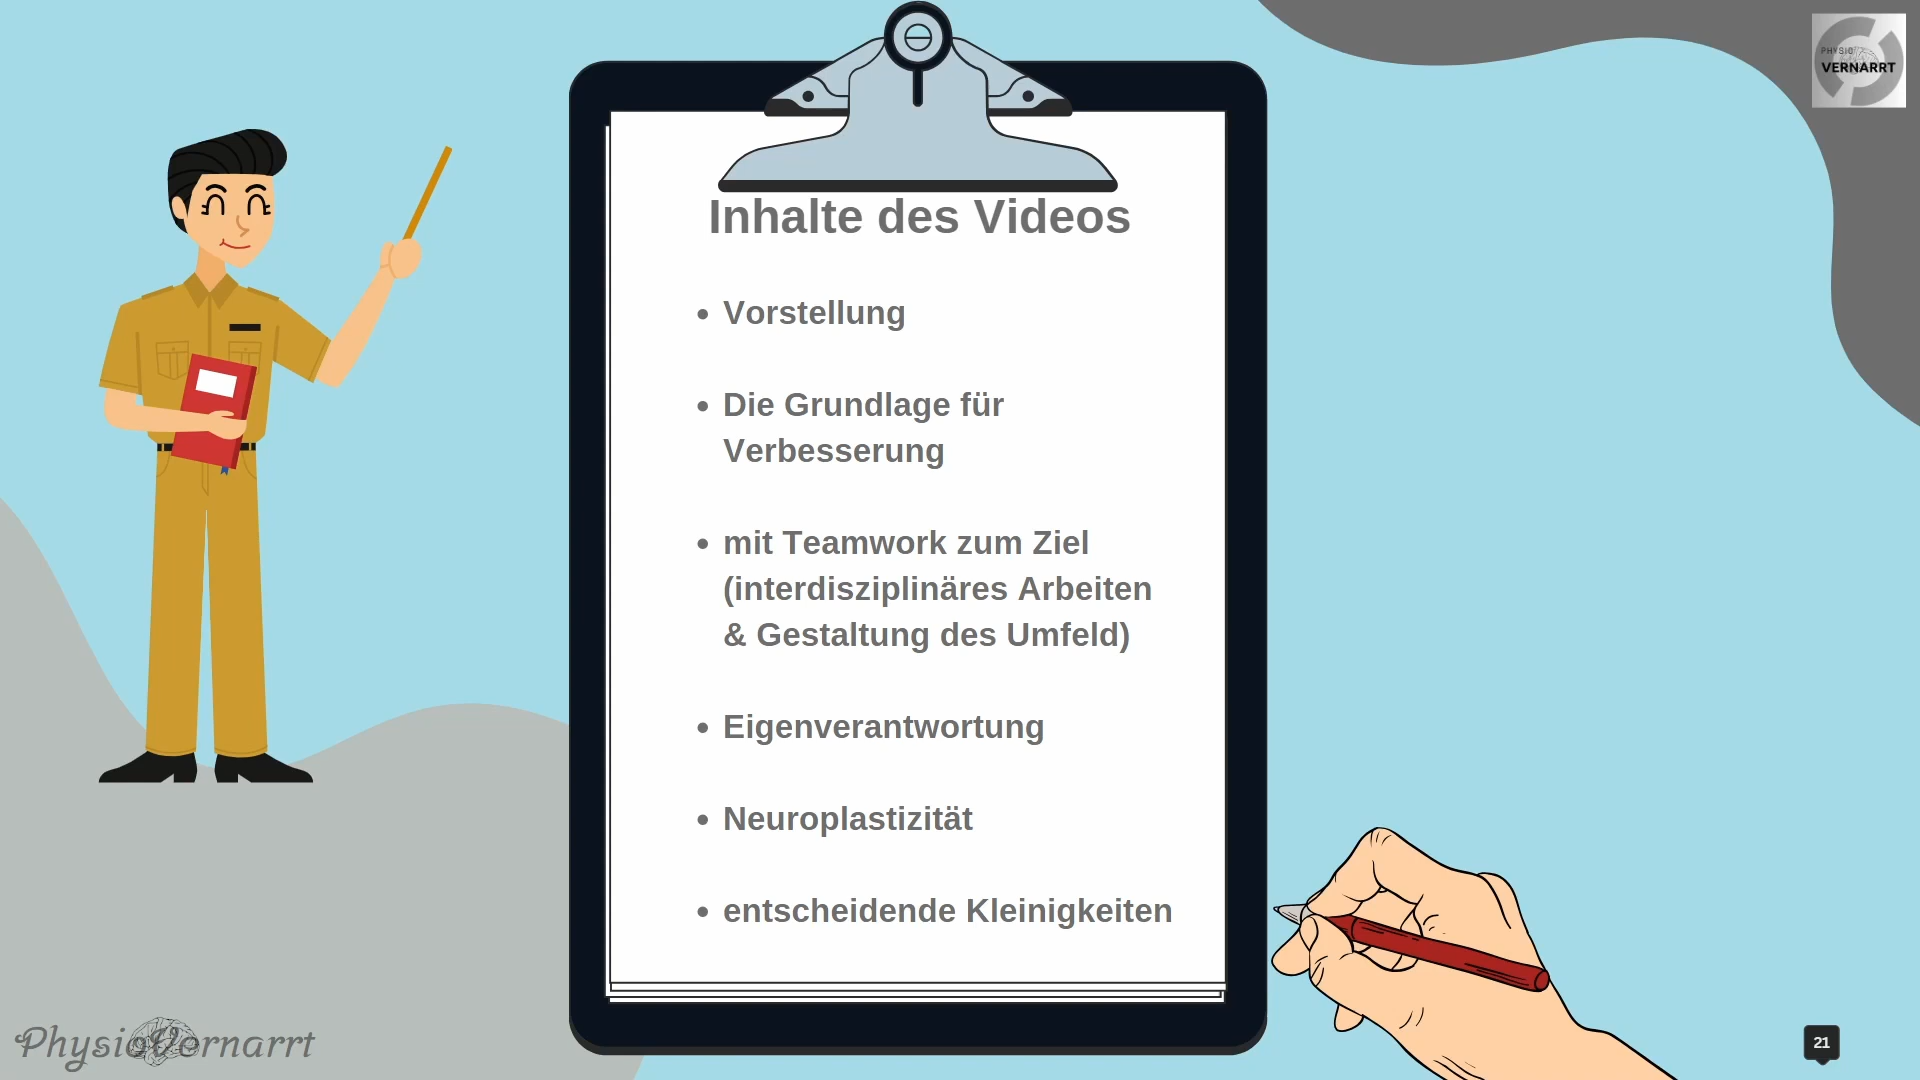 PHYSIO
VERNARRT
Inhalte des Videos
• Vorstellung
• Die Grundlage für
Verbesserung
• mit Teamwork zum Ziel
(interdisziplinäres Arbeiten
& Gestaltung des Umfeld)
• Eigenverantwortung
• Neuroplastizität
• entscheidende Kleinigkeiten
PhysioVernarrt
21